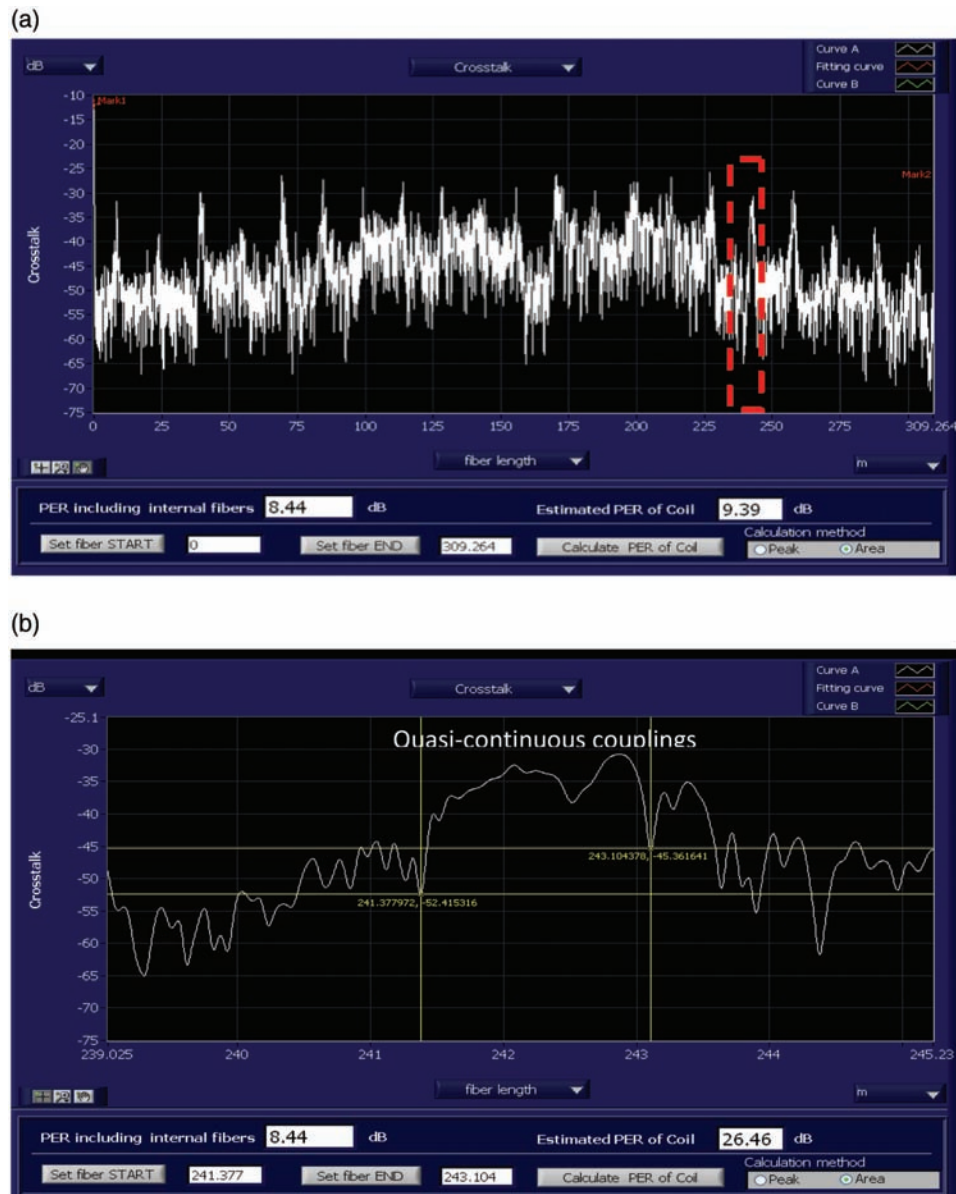 (a)
dB
Crosstalk
Curve A
Fitting curve
Curve B
-10
-15
-20
-25
-30
-35
-40
-45
-50
-55
-60
-65
-70
-75
Crosstalk
Mark1
Mark2
0 25 50 75 100 125 150 175 200 225 250 275 309.264
fiber length
m
PER including internal fibers 8.44 dB Estimated PER of Coil 9.39 dB
Calculation method
Set fiber START 0 Set fiber END 309.264 Calculate PER of Coil Peak Area
(b)
dB
Crosstalk
Curve A
Fitting curve
Curve B
-25.1
-30
-35
-40
-45
-50
-55
-60
-65
-70
-75
Crosstalk
Quasi-continuous couplings
243.104378, -45.361641
241.377972, -52.415316
239.025 240 241 242 243 244 245.23
fiber length
m
PER including internal fibers 8.44 dB Estimated PER of Coil 26.46 dB
Calculation method
Set fiber START 241.377 Set fiber END 243.104 Calculate PER of Coil Peak Area